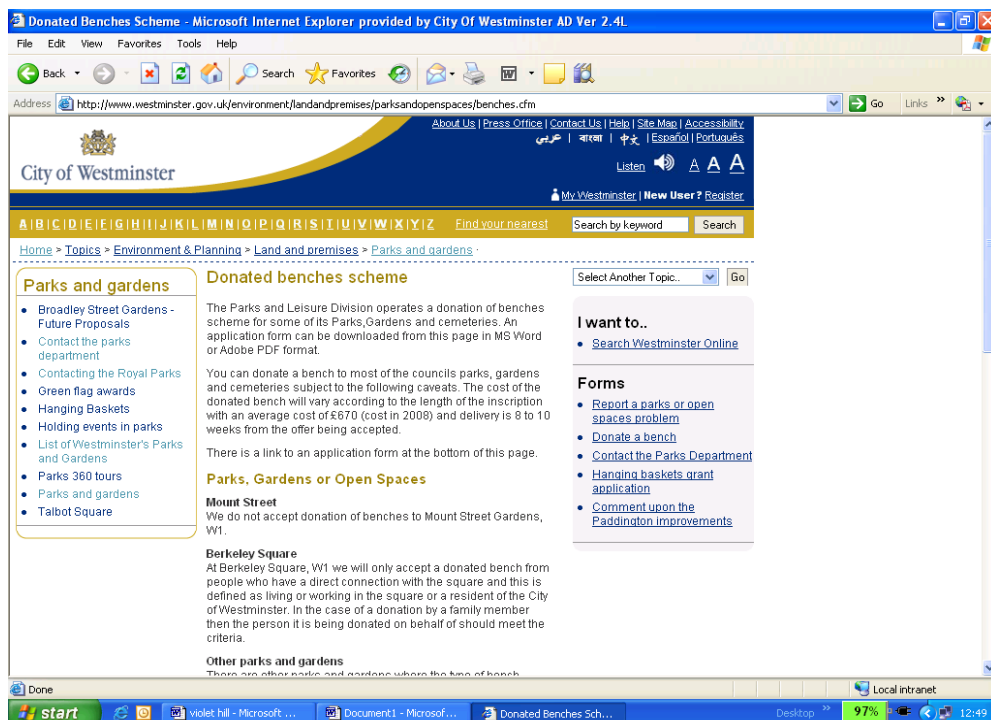 Donated Benches Scheme - Microsoft Internet Explorer provided by City Of Westminster AD Ver 2.4L
File Edit View Favorites Tools Help
Back Search Favorites
Address http://www.westminster.gov.uk/environment/landandpremises/parksandopenspaces/benches.cfm Go Links »
About Us | Press Office | Contact Us | Help | Site Map | Accessibility
عربي | বাংলা | 中文 | Español | Português
City of Westminster
Listen A A A
My Westminster | New User? Register
A | B | C | D | E | F | G | H | I | J | K | L | M | N | O | P | Q | R | S | T | U | V | W | X | Y | Z Find your nearest Search by keyword Search
Home > Topics > Environment & Planning > Land and premises > Parks and gardens ·
Parks and gardens
• Broadley Street Gardens -
Future Proposals
• Contact the parks
department
• Contacting the Royal Parks
• Green flag awards
• Hanging Baskets
• Holding events in parks
• List of Westminster's Parks
and Gardens
• Parks 360 tours
• Parks and gardens
• Talbot Square
Donated benches scheme
The Parks and Leisure Division operates a donation of benches
scheme for some of its Parks,Gardens and cemeteries. An
application form can be downloaded from this page in MS Word
or Adobe PDF format.
You can donate a bench to most of the councils parks, gardens
and cemeteries subject to the following caveats. The cost of the
donated bench will vary according to the length of the inscription
with an average cost of £670 (cost in 2008) and delivery is 8 to 10
weeks from the offer being accepted.
There is a link to an application form at the bottom of this page.
Parks, Gardens or Open Spaces
Mount Street
We do not accept donation of benches to Mount Street Gardens,
W1.
Berkeley Square
At Berkeley Square, W1 we will only accept a donated bench from
people who have a direct connection with the square and this is
defined as living or working in the square or a resident of the City
of Westminster. In the case of a donation by a family member
then the person it is being donated on behalf of should meet the
criteria.
Other parks and gardens
There are other parks and gardens where the type of bench
Select Another Topic.. Go
I want to..
• Search Westminster Online
Forms
• Report a parks or open
spaces problem
• Donate a bench
• Contact the Parks Department
• Hanging baskets grant
application
• Comment upon the
Paddington improvements
Done Local intranet
start violet hill - Microsoft ... Document1 - Microsof... Donated Benches Sch... Desktop » 97% 12:49